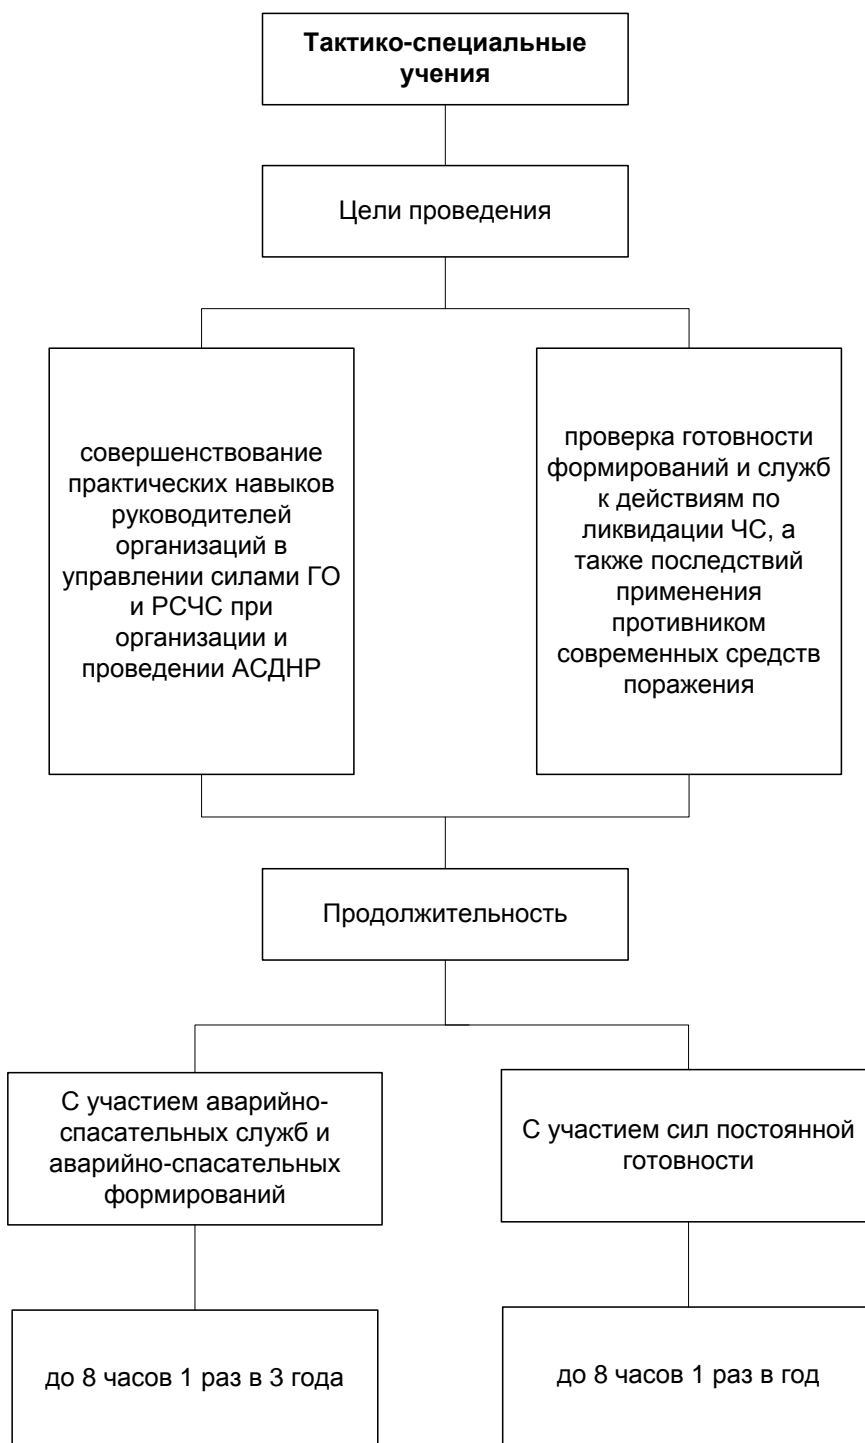 Тактико-специальные
учения
Цели проведения
совершенствование
практических навыков
руководителей
организаций в
управлении силами ГО
и РСЧС при
организации и
проведении АСДНР
проверка готовности
формирований и служб
к действиям по
ликвидации ЧС, а
также последствий
применения
противником
современных средств
поражения
Продолжительность
С участием аварийно-
спасательных служб и
аварийно-спасательных
формирований
С участием сил постоянной
готовности
до 8 часов 1 раз в 3 года
до 8 часов 1 раз в год